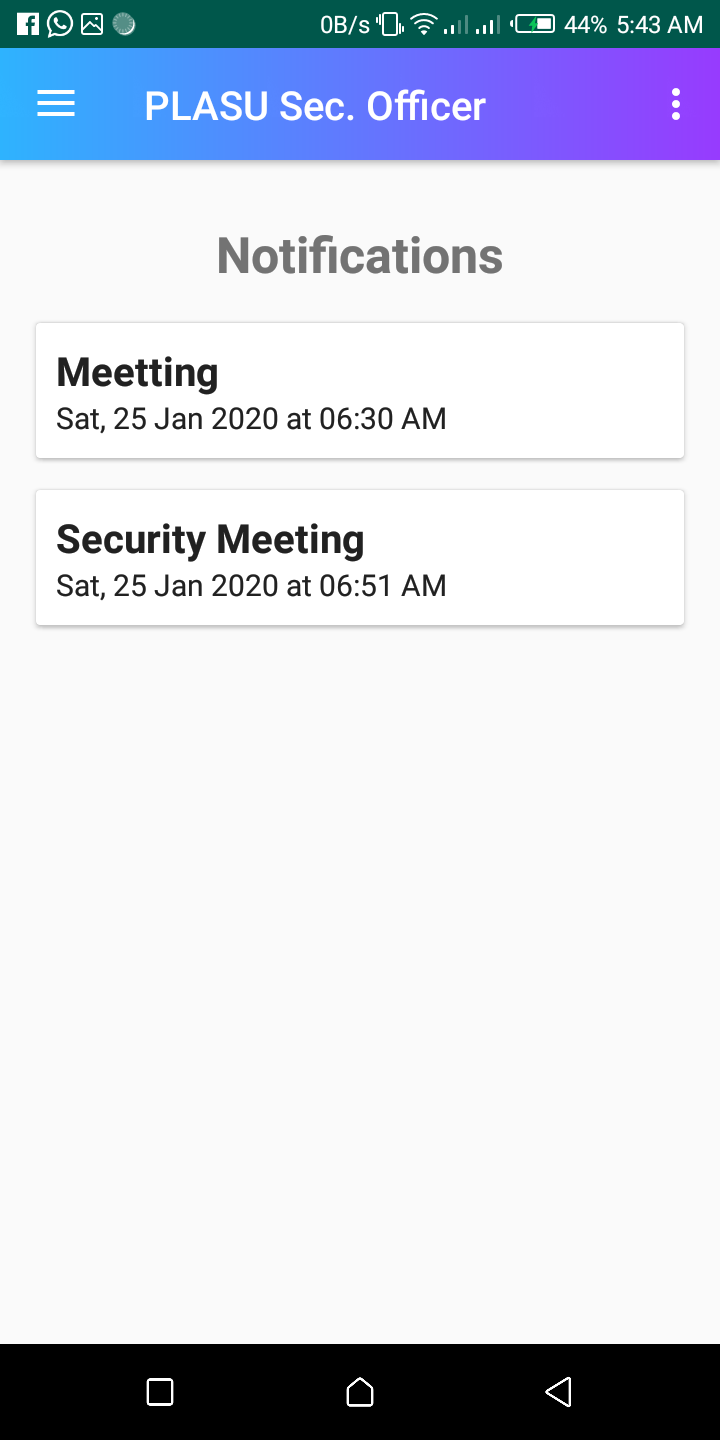 0B/s 44% 5:43 AM
PLASU Sec. Officer
Notifications
Meetting
Sat, 25 Jan 2020 at 06:30 AM
Security Meeting
Sat, 25 Jan 2020 at 06:51 AM